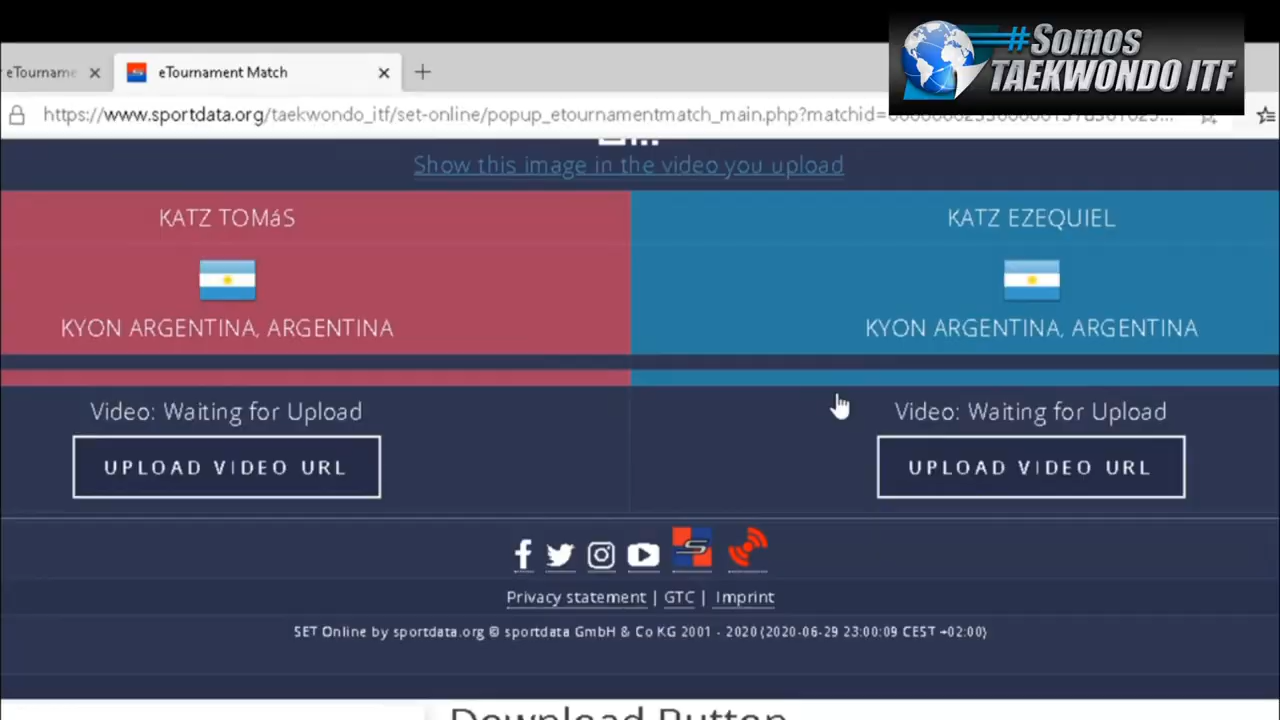 #Somos
TAEKWONDO ITF
eTourname
eTournament Match
https://www.sportdata.org/taekwondo_itf/set-online/popup_etournamentmatch_main.php?matchid=
Show this image in the video you upload
KATZ TOMáS
KATZ EZEQUIEL
KYON ARGENTINA, ARGENTINA
KYON ARGENTINA, ARGENTINA
Video: Waiting for Upload
Video: Waiting for Upload
UPLOAD VIDEO URL
UPLOAD VIDEO URL
Privacy statement | GTC | Imprint
SET Online by sportdata.org © sportdata GmbH & Co KG 2001 - 2020 (2020-06-29 23:00:09 CEST +02:00)
Download Button